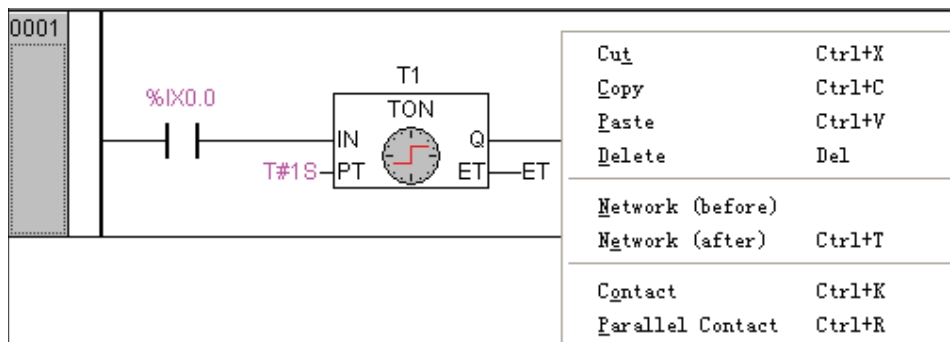 0001
T1
%IX0.0
TON
IN Q
T#1S PT ET ET
Cut Ctrl+X
Copy Ctrl+C
Paste Ctrl+V
Delete Del
Network (before)
Network (after) Ctrl+T
Contact Ctrl+K
Parallel Contact Ctrl+R